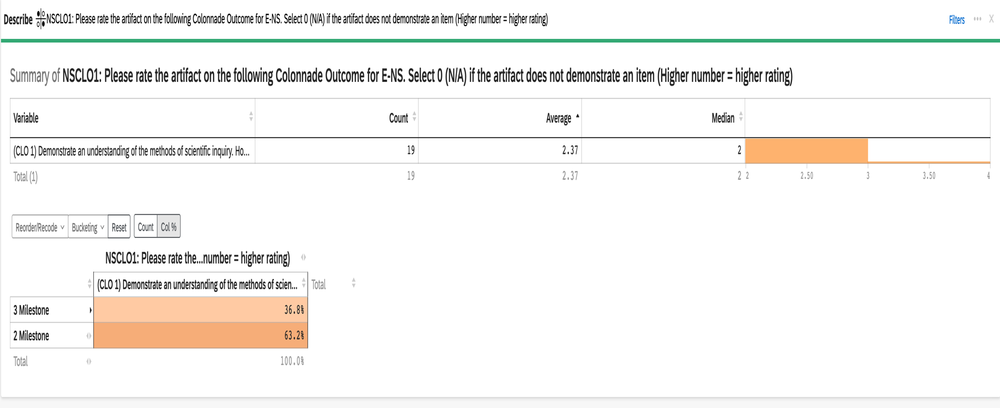 Describe NSCLO1: Please rate the artifact on the following Colonnade Outcome for E-NS. Select 0 (N/A) if the artifact does not demonstrate an item (Higher number = higher rating) Filters
Summary of NSCLO1: Please rate the artifact on the following Colonnade Outcome for E-NS. Select 0 (N/A) if the artifact does not demonstrate an item (Higher number = higher rating)
Variable Count Average Median
(CLO 1) Demonstrate an understanding of the methods of scientific inquiry. Ho... 19 2.37 2
Total (1) 19 2.37 2 2 2.50 3 3.50 4
Reorder/Recode Bucketing Reset Count Col %
NSCLO1: Please rate the...number = higher rating)
(CLO 1) Demonstrate an understanding of the methods of scien... Total
3 Milestone 36.8%
2 Milestone 63.2%
Total 100.0%